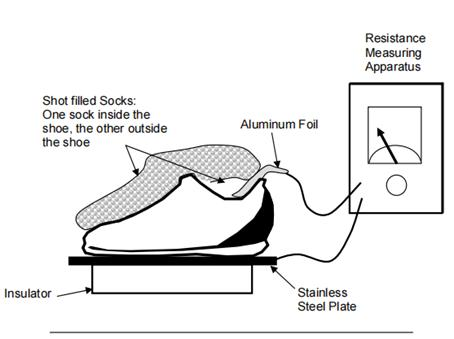 Resistance
Measuring
Apparatus
Shot filled Socks:
One sock inside the
shoe, the other outside
the shoe
Aluminum Foil
Insulator
Stainless
Steel Plate